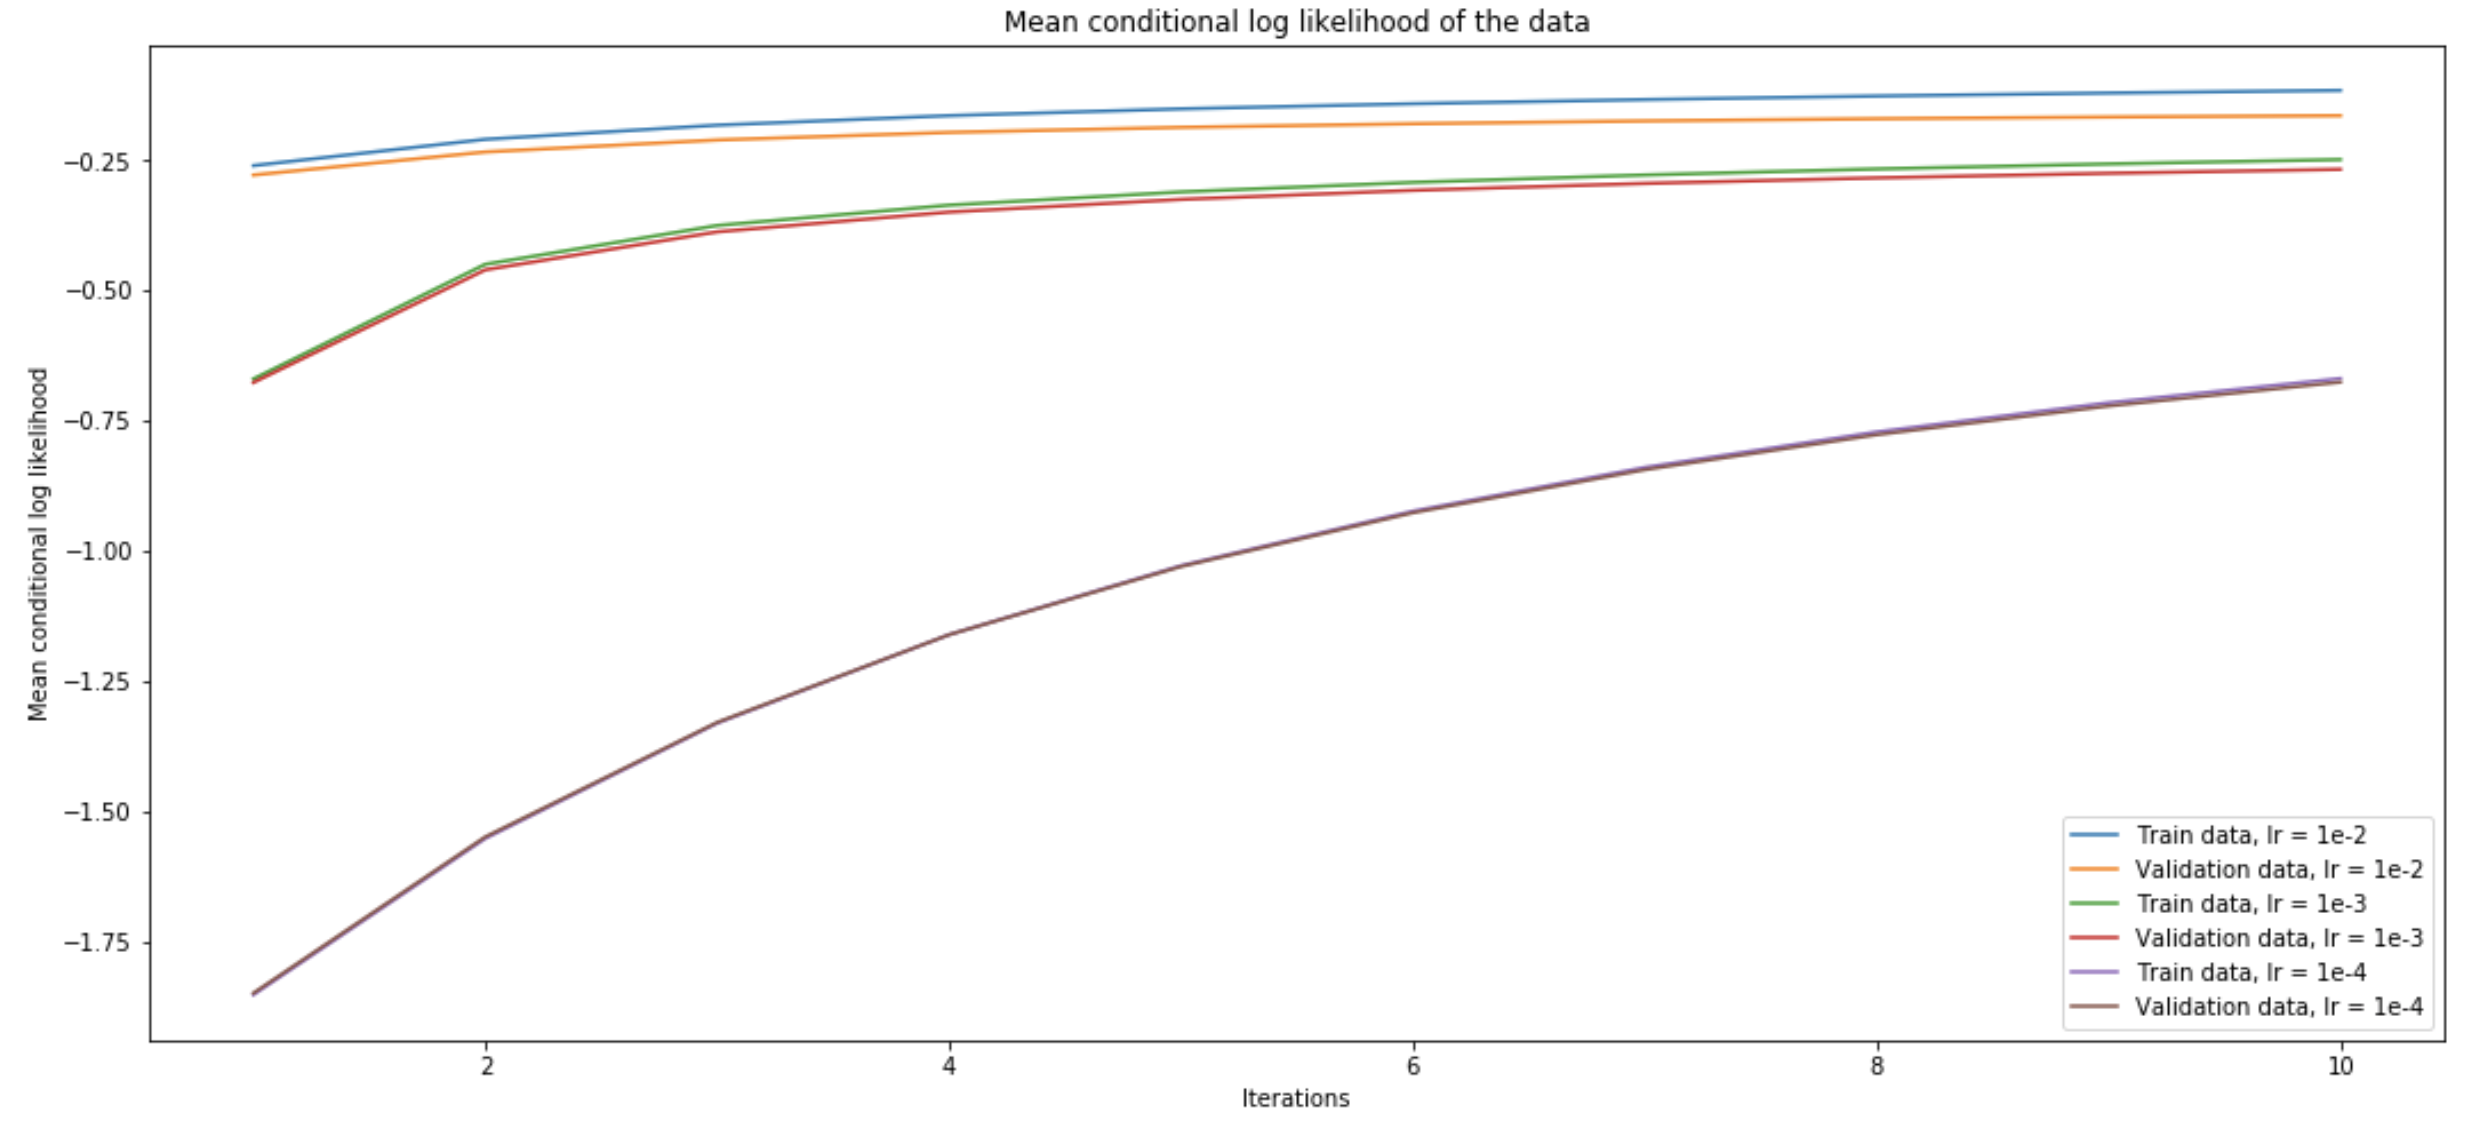 Mean conditional log likelihood of the data
Mean conditional log likelihood
−0.25
−0.50
−0.75
−1.00
−1.25
−1.50
−1.75
2
4
6
8
10
Iterations
Train data, lr = 1e-2
Validation data, lr = 1e-2
Train data, lr = 1e-3
Validation data, lr = 1e-3
Train data, lr = 1e-4
Validation data, lr = 1e-4